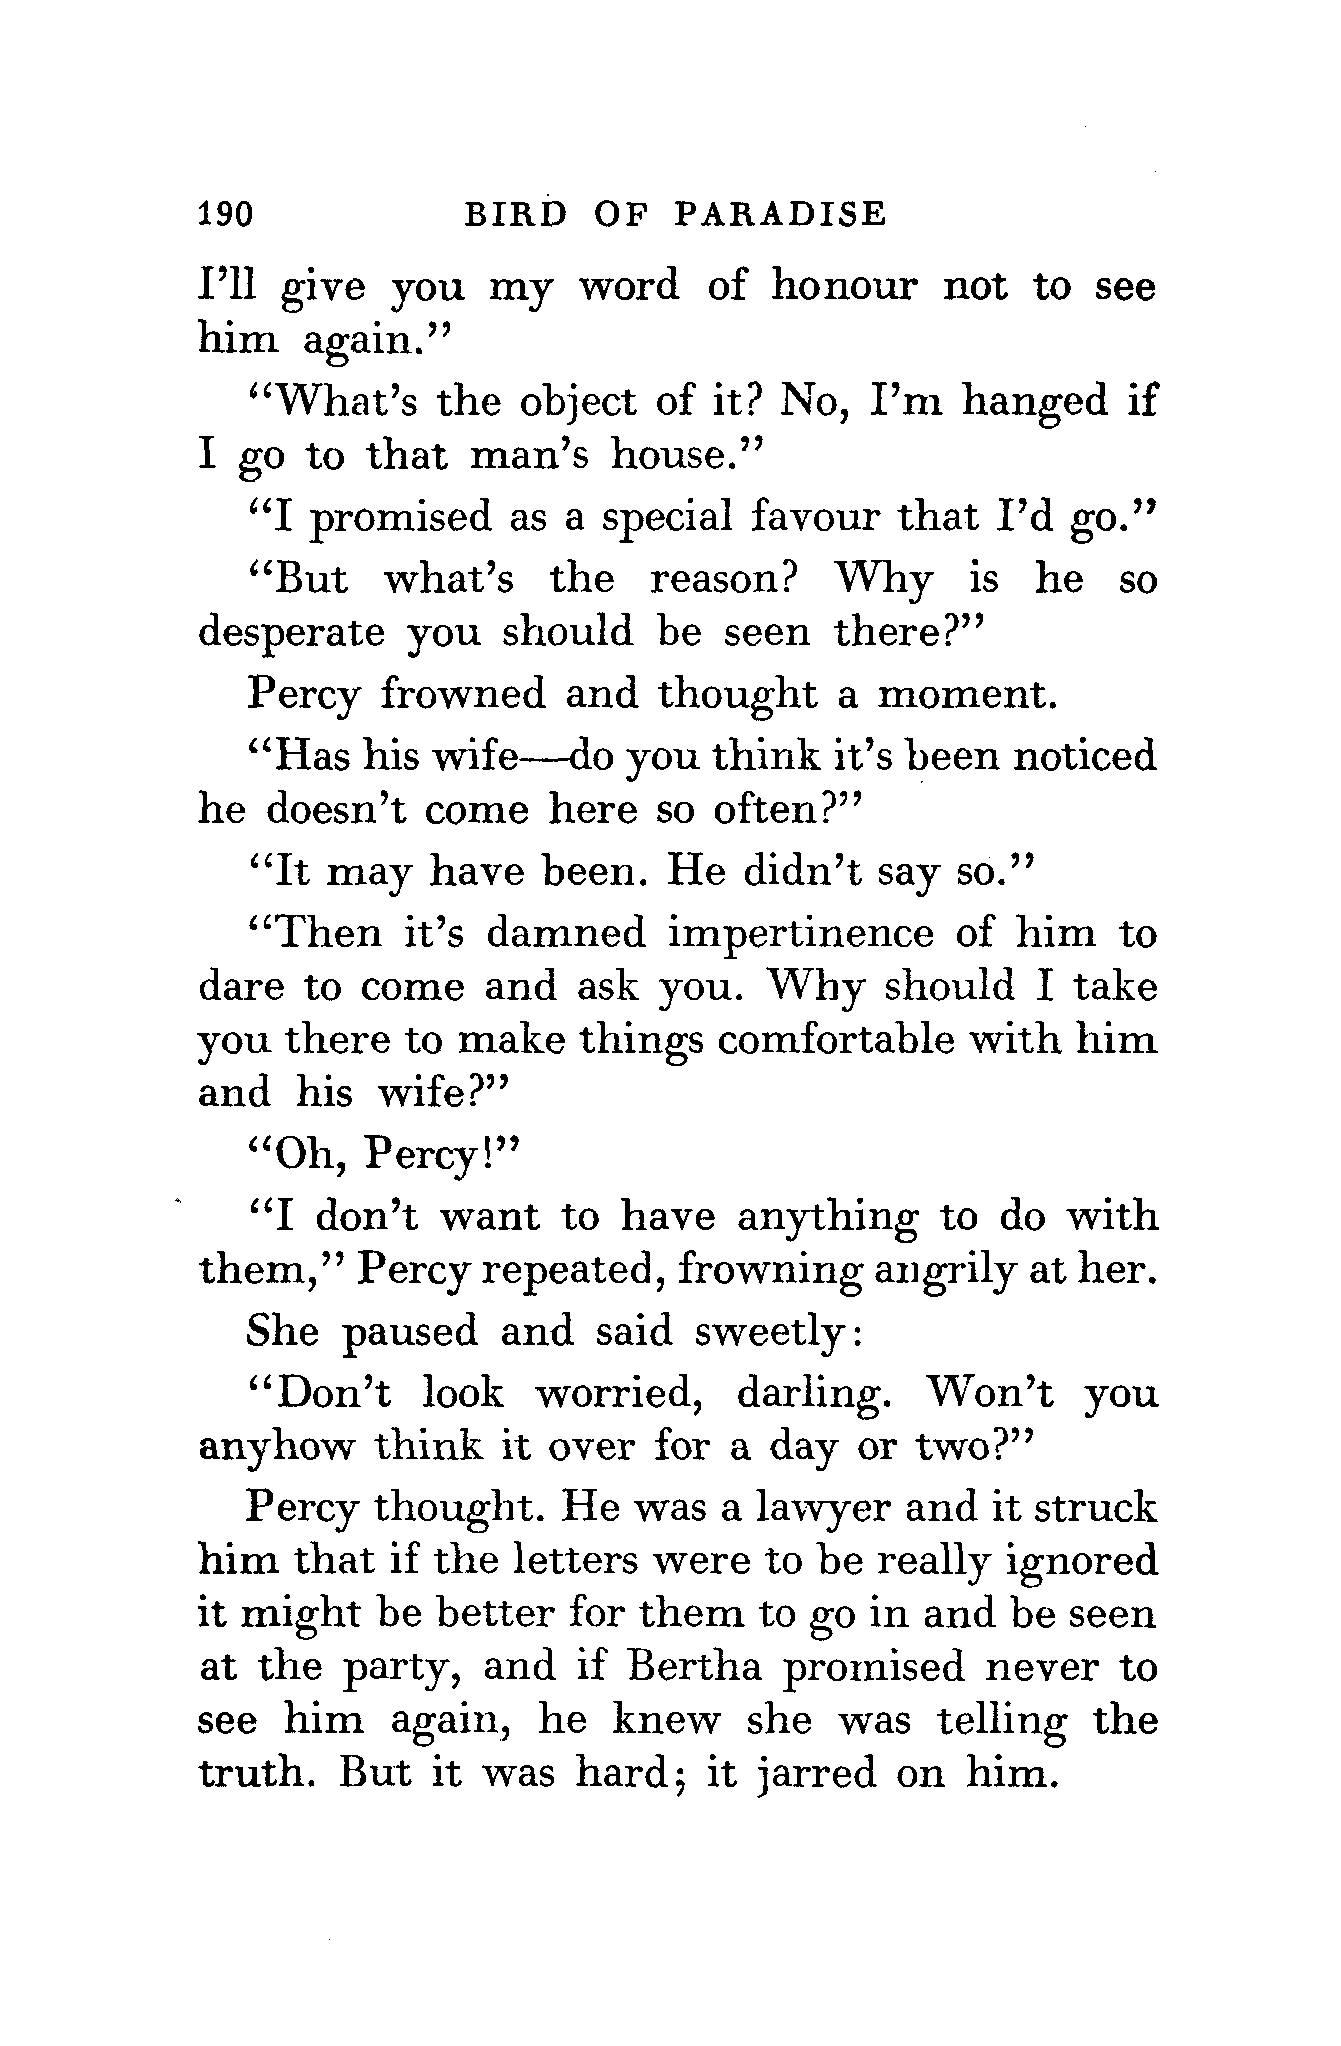 190 BIRD OF PARADISE
I'll give you my word of honour not to see
him again."
"What's the object of it? No, I'm hanged if
I go to that man's house."
"I promised as a special favour that I'd go."
"But what's the reason? Why is he so
desperate you should be seen there?"
Percy frowned and thought a moment.
"Has his wife—do you think it's been noticed
he doesn't come here so often?"
"It may have been. He didn't say so."
"Then it's damned impertinence of him to
dare to come and ask you. Why should I take
you there to make things comfortable with him
and his wife?"
"Oh, Percy!"
"I don't want to have anything to do with
them," Percy repeated, frowning angrily at her.
She paused and said sweetly:
"Don't look worried, darling. Won't you
anyhow think it over for a day or two?"
Percy thought. He was a lawyer and it struck
him that if the letters were to be really ignored
it might be better for them to go in and be seen
at the party, and if Bertha promised never to
see him again, he knew she was telling the
truth. But it was hard; it jarred on him.